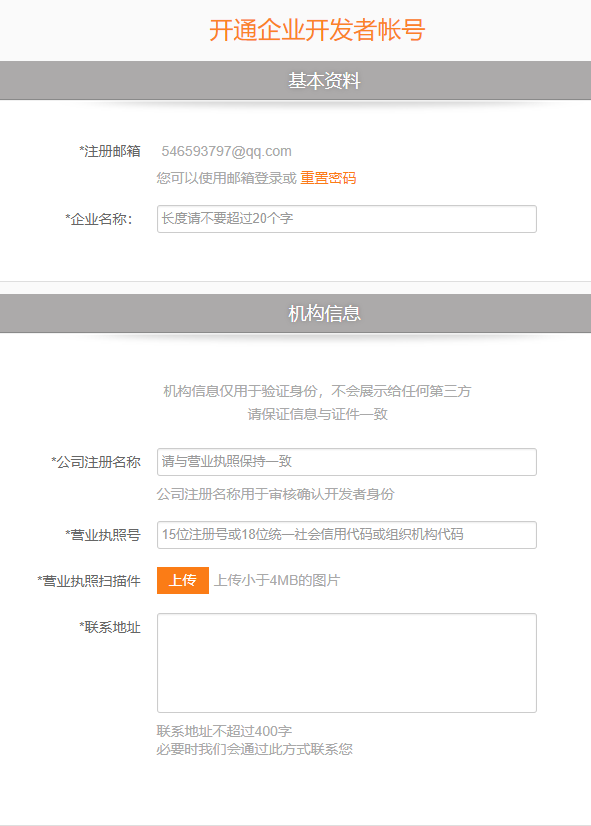 开通企业开发者帐号
基本资料
*注册邮箱 546593797@qq.com
您可以使用邮箱登录或 重置密码
*企业名称： 长度请不要超过20个字
机构信息
机构信息仅用于验证身份，不会展示给任何第三方
请保证信息与证件一致
*公司注册名称 请与营业执照保持一致
公司注册名称用于审核确认开发者身份
*营业执照号 15位注册号或18位统一社会信用代码或组织机构代码
*营业执照扫描件 上传 上传小于4MB的图片
*联系地址
联系地址不超过400字
必要时我们会通过此方式联系您